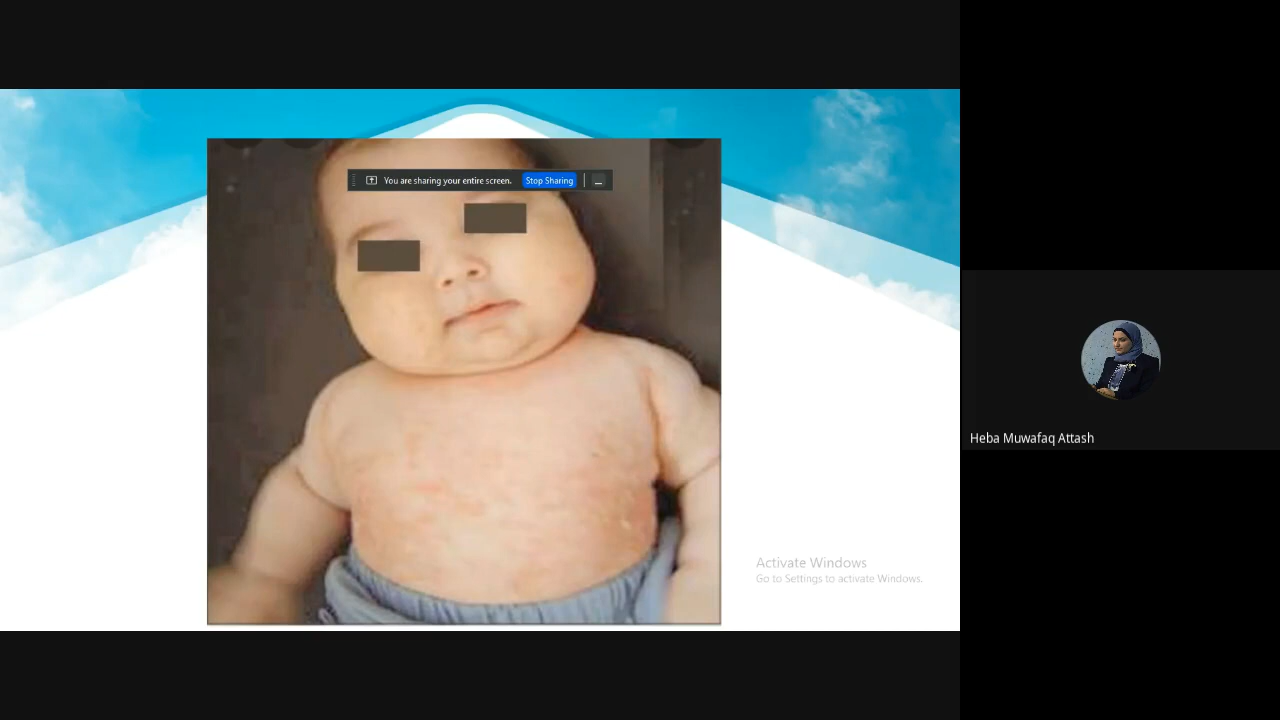 You are sharing your entire screen. Stop Sharing
Heba Muwafaq Attash
Activate Windows
Go to Settings to activate Windows.